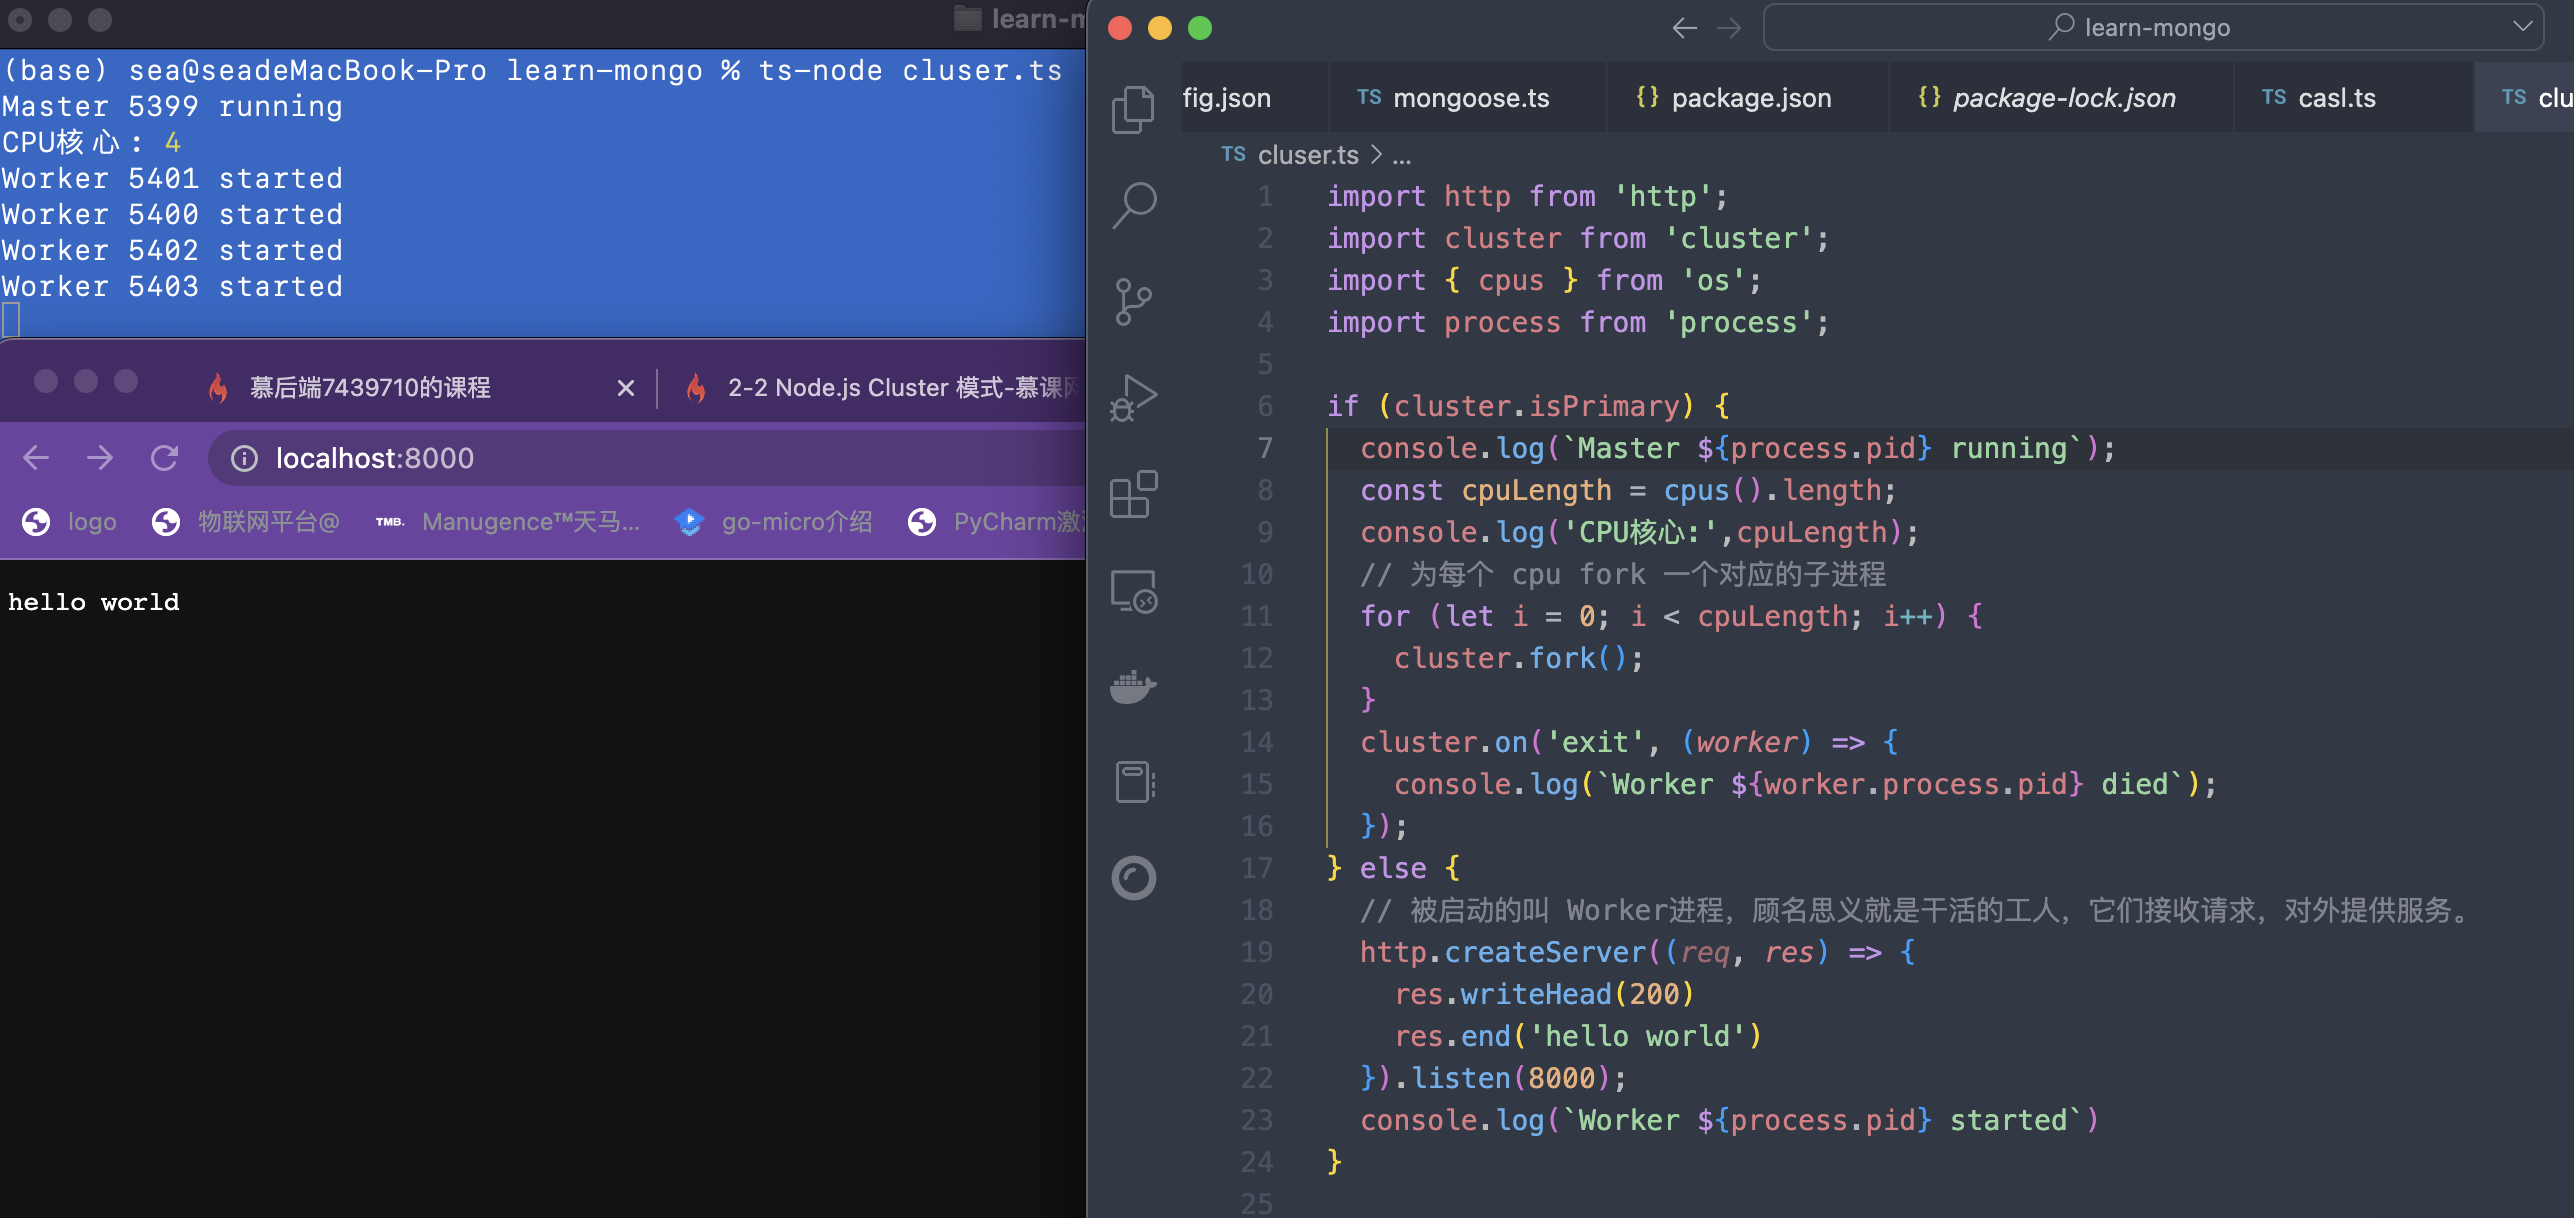 learn-m
(base) sea@seadeMacBook-Pro learn-mongo % ts-node cluser.ts
Master 5399 running
CPU核心: 4
Worker 5401 started
Worker 5400 started
Worker 5402 started
Worker 5403 started
慕后端7439710的课程
2-2 Node.js Cluster 模式-慕课网
localhost:8000
logo
物联网平台@
TMB. Manugence™天马...
go-micro介绍
PyCharm激
hello world
learn-mongo
fig.json
TS mongoose.ts
{} package.json
{} package-lock.json
TS casl.ts
TS clu
TS cluser.ts > ...
1 import http from 'http';
2 import cluster from 'cluster';
3 import { cpus } from 'os';
4 import process from 'process';
5
6 if (cluster.isPrimary) {
7 console.log(`Master ${process.pid} running`);
8 const cpuLength = cpus().length;
9 console.log('CPU核心:',cpuLength);
10 // 为每个 cpu fork 一个对应的子进程
11 for (let i = 0; i < cpuLength; i++) {
12 cluster.fork();
13 }
14 cluster.on('exit', (worker) => {
15 console.log(`Worker ${worker.process.pid} died`);
16 });
17 } else {
18 // 被启动的叫 Worker进程，顾名思义就是干活的工人，它们接收请求，对外提供服务。
19 http.createServer((req, res) => {
20 res.writeHead(200)
21 res.end('hello world')
22 }).listen(8000);
23 console.log(`Worker ${process.pid} started`)
24 }
25